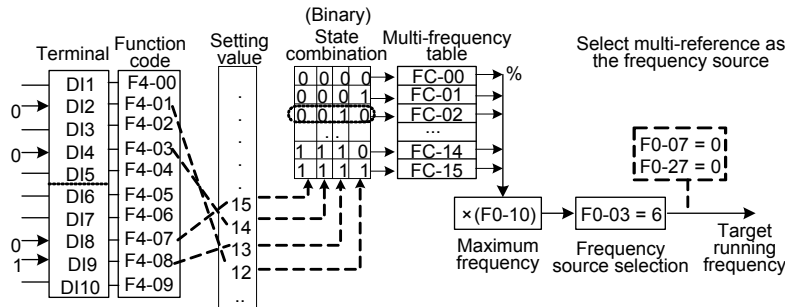 (Binary)
State
combination
Terminal
Function
code
Setting
value
Multi-frequency
table
Select multi-reference as
the frequency source
DI1 F4-00
0 DI2 F4-01
DI3 F4-02
0 DI4 F4-03
DI5 F4-04
DI6 F4-05
DI7 F4-06
0 DI8 F4-07
1 DI9 F4-08
DI10 F4-09
.
.
.
.
15
14
13
12
..
0 0 0 0 FC-00 %
0 0 0 1 FC-01
0 0 1 0 FC-02
... ...
1 1 1 0 FC-14
1 1 1 1 FC-15
F0-07 = 0
F0-27 = 0
×(F0-10)
F0-03 = 6
Maximum
frequency
Frequency
source selection
Target
running
frequency